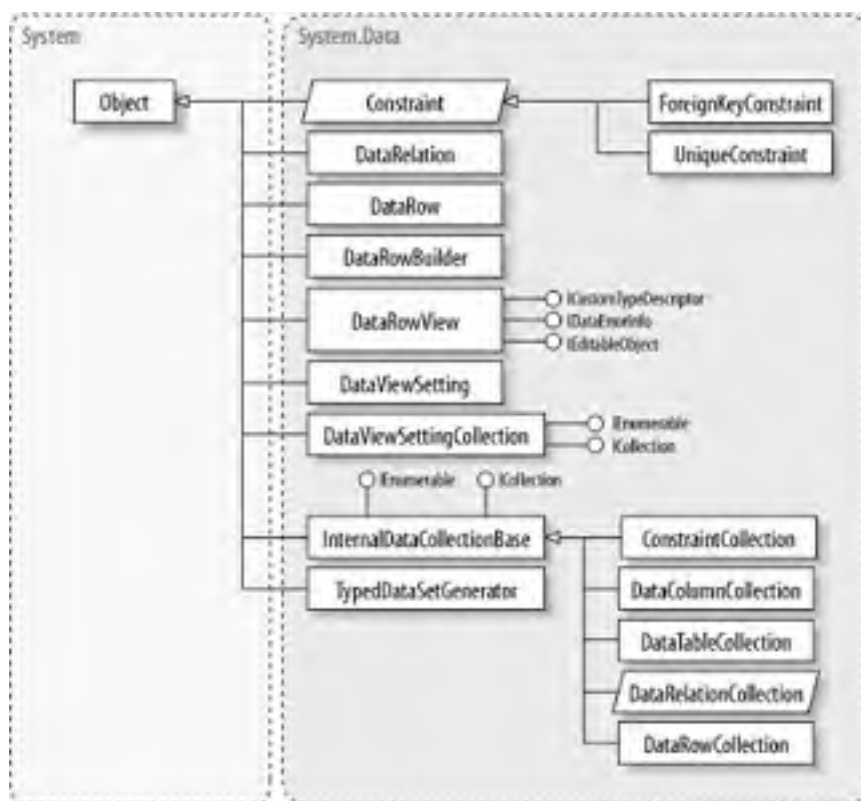 System
System.Data
Object
Constraint
ForeignKeyConstraint
DataRelation
UniqueConstraint
DataRow
DataRowBuilder
DataRowView
ICustomTypeDescriptor
IDataErrorInfo
IEditableObject
DataViewSetting
DataViewSettingCollection
IEnumerable
ICollection
IEnumerable
ICollection
InternalDataCollectionBase
ConstraintCollection
TypedDataSetGenerator
DataColumnCollection
DataTableCollection
DataRelationCollection
DataRowCollection